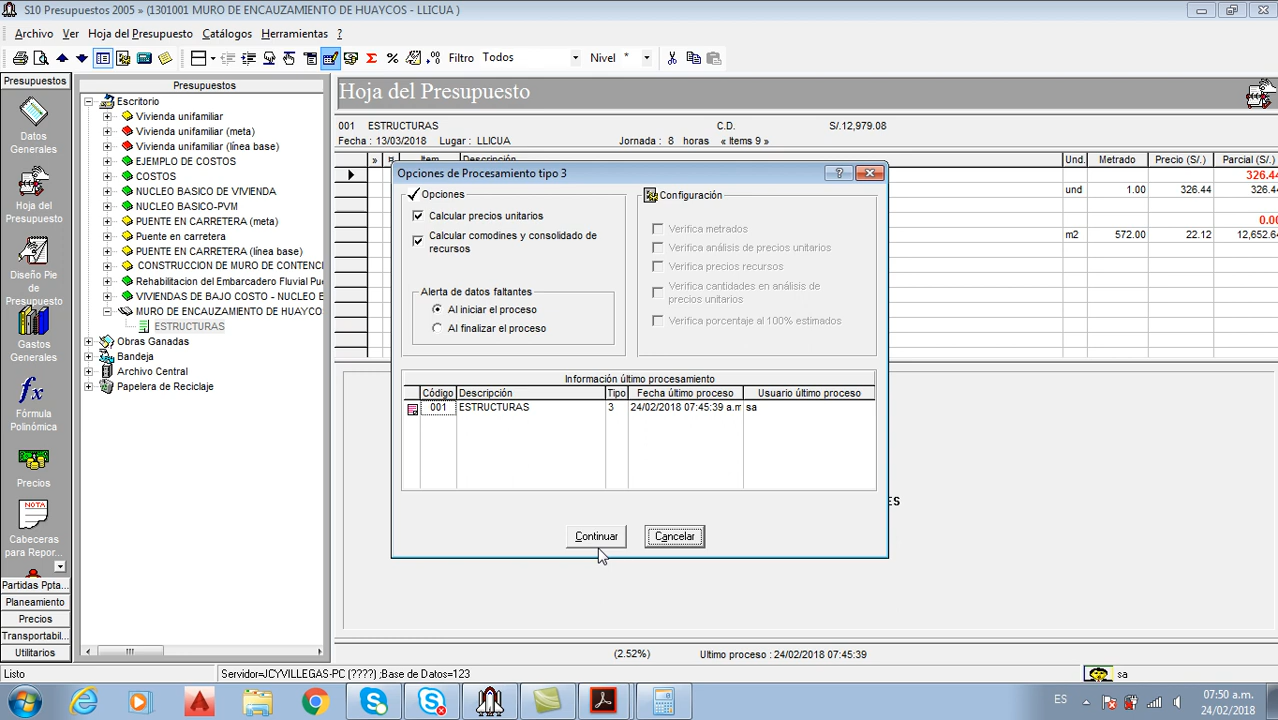 S10 Presupuestos 2005 » (1301001 MURO DE ENCAUZAMIENTO DE HUAYCOS - LLICUA )
Archivo Ver Hoja del Presupuesto Catálogos Herramientas ?
Filtro Todos Nivel *
Presupuestos
Datos
Generales
Hoja del
Presupuesto
Diseño Pie
de
Presupuesto
Gastos
Generales
Fórmula
Polinómica
Precios
NOTA
Cabeceras
para Repor...
Partidas Ppta...
Planeamiento
Precios
Transportabil...
Utilitarios
Presupuestos
Escritorio
Vivienda unifamiliar
Vivienda unifamiliar (meta)
Vivienda unifamiliar (línea base)
EJEMPLO DE COSTOS
COSTOS
NUCLEO BASICO DE VIVIENDA
NUCLEO BASICO-PVM
PUENTE EN CARRETERA (meta)
Puente en carretera
PUENTE EN CARRETERA (línea base)
CONSTRUCCION DE MURO DE CONTENC
Rehabilitacion del Embarcadero Fluvial Pue
VIVIENDAS DE BAJO COSTO - NUCLEO E
MURO DE ENCAUZAMIENTO DE HUAYCO
ESTRUCTURAS
Obras Ganadas
Bandeja
Archivo Central
Papelera de Reciclaje
Hoja del Presupuesto
001 ESTRUCTURAS C.D. S/.12,979.08
Fecha : 13/03/2018 Lugar : LLICUA Jornada : 8 horas « Items 9 »
» Item Descripción Und. Metrado Precio (S/.) Parcial (S/.)
326.44
und 1.00 326.44 326.44
0.00
m2 572.00 22.12 12,652.64
Opciones de Procesamiento tipo 3
Opciones
Calcular precios unitarios
Calcular comodines y consolidado de
recursos
Alerta de datos faltantes
Al iniciar el proceso
Al finalizar el proceso
Configuración
Verifica metrados
Verifica análisis de precios unitarios
Verifica precios recursos
Verifica cantidades en análisis de
precios unitarios
Verifica porcentaje al 100% estimados
Información último procesamiento
Código Descripción Tipo Fecha último proceso Usuario último proceso
001 ESTRUCTURAS 3 24/02/2018 07:45:39 a.m sa
Continuar Cancelar
ES
(2.52%) Ultimo proceso : 24/02/2018 07:45:39
Listo Servidor=JCYVILLEGAS-PC (????) ;Base de Datos=123 sa
ES 07:50 a.m.
24/02/2018